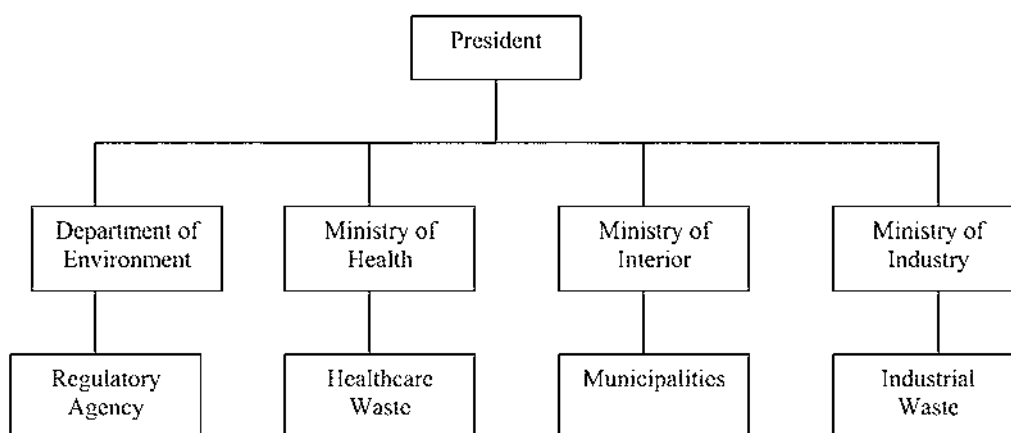 President
Department of
Environment
Ministry of
Health
Ministry of
Interior
Ministry of
Industry
Regulatory
Agency
Healthcare
Waste
Municipalities
Industrial
Waste